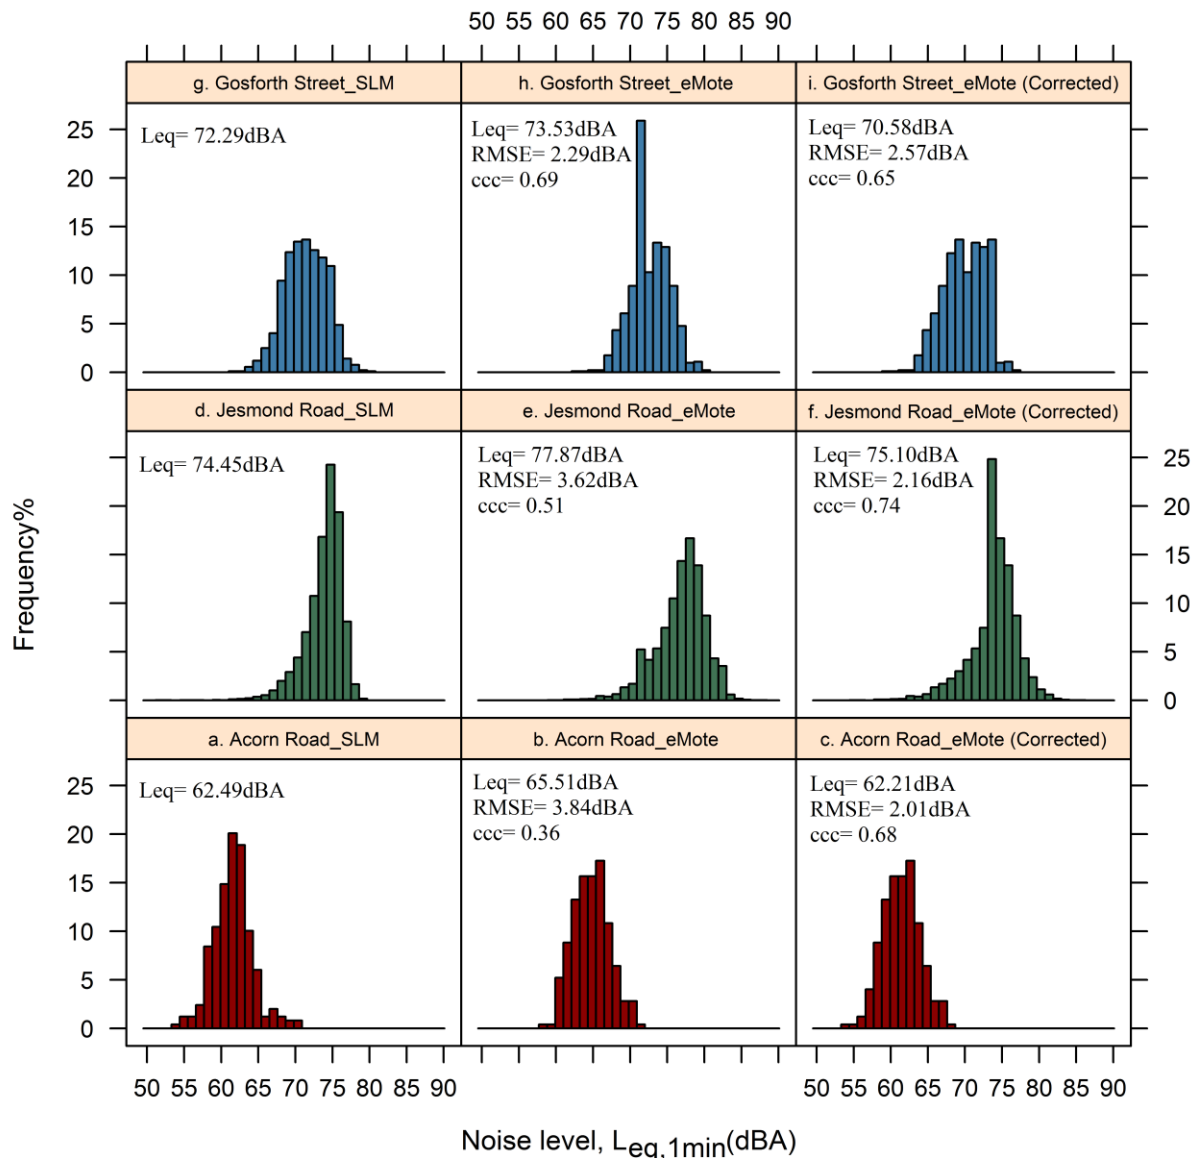 50 55 60 65 70 75 80 85 90
g. Gosforth Street_SLM
h. Gosforth Street_eMote
i. Gosforth Street_eMote (Corrected)
Leq= 72.29dBA
Leq= 73.53dBA
RMSE= 2.29dBA
ccc= 0.69
Leq= 70.58dBA
RMSE= 2.57dBA
ccc= 0.65
25
20
15
10
5
0
d. Jesmond Road_SLM
e. Jesmond Road_eMote
f. Jesmond Road_eMote (Corrected)
Leq= 74.45dBA
Leq= 77.87dBA
RMSE= 3.62dBA
ccc= 0.51
Leq= 75.10dBA
RMSE= 2.16dBA
ccc= 0.74
25
20
15
10
5
0
Frequency%
a. Acorn Road_SLM
b. Acorn Road_eMote
c. Acorn Road_eMote (Corrected)
Leq= 62.49dBA
Leq= 65.51dBA
RMSE= 3.84dBA
ccc= 0.36
Leq= 62.21dBA
RMSE= 2.01dBA
ccc= 0.68
25
20
15
10
5
0
50 55 60 65 70 75 80 85 90
50 55 60 65 70 75 80 85 90
Noise level, Leq,1min(dBA)